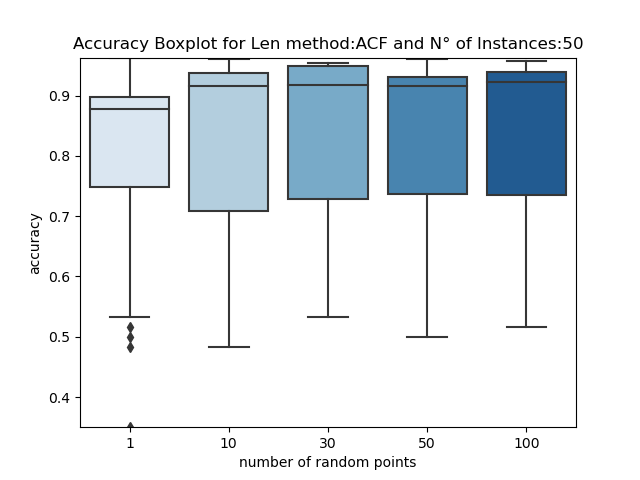 Accuracy Boxplot for Len method:ACF and N° of Instances:50
0.9
0.8
0.7
0.6
0.5
0.4
accuracy
1 10 30 50 100
number of random points